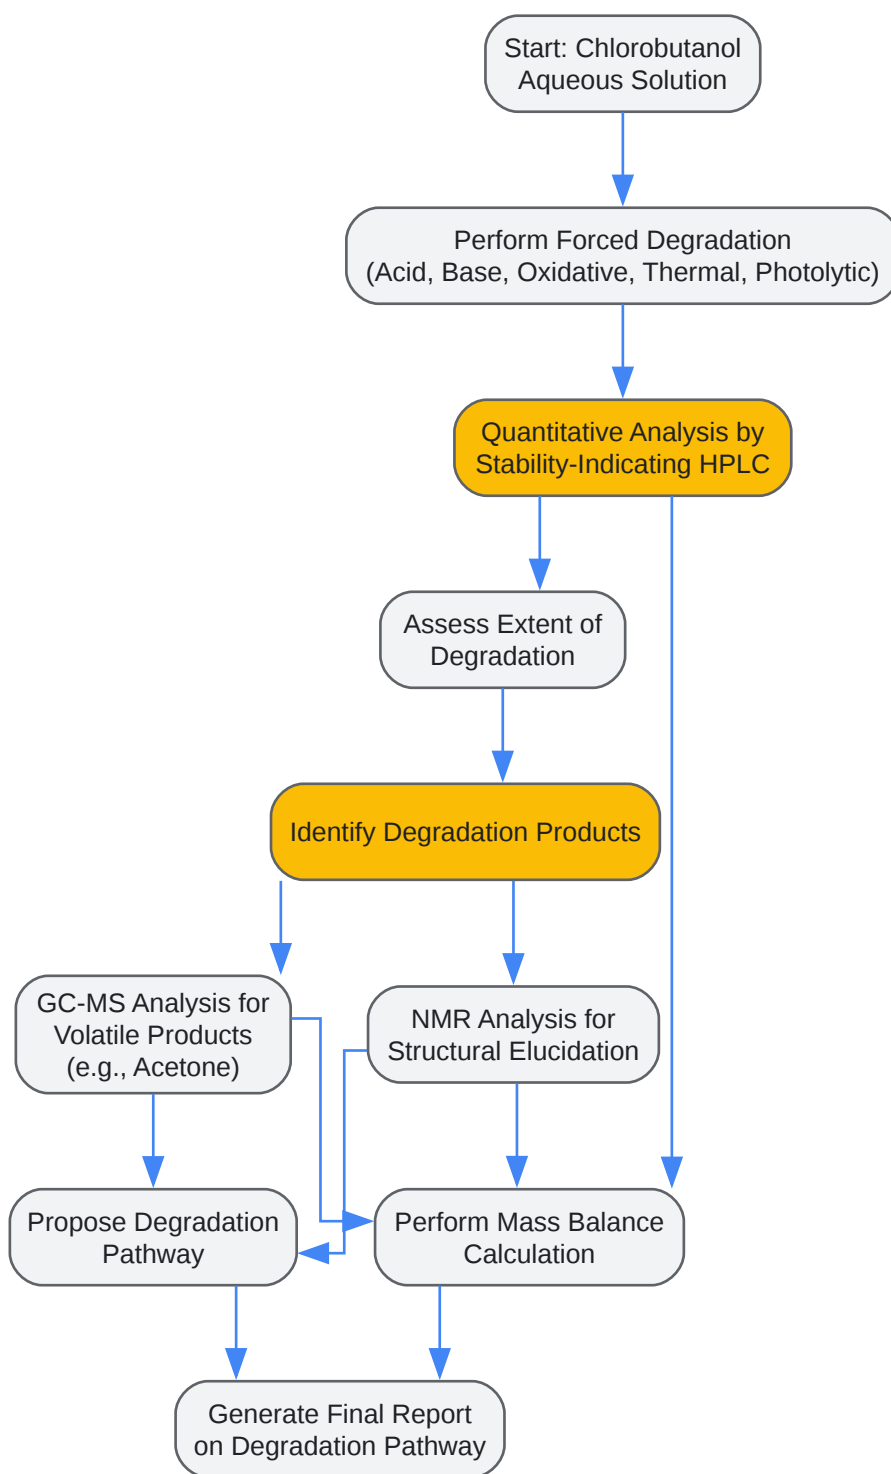 Start: Chlorobutanol
Aqueous Solution
Perform Forced Degradation
(Acid, Base, Oxidative, Thermal, Photolytic)
Quantitative Analysis by
Stability-Indicating HPLC
Assess Extent of
Degradation
Identify Degradation Products
GC-MS Analysis for
Volatile Products
(e.g., Acetone)
NMR Analysis for
Structural Elucidation
Propose Degradation
Pathway
Perform Mass Balance
Calculation
Generate Final Report
on Degradation Pathway